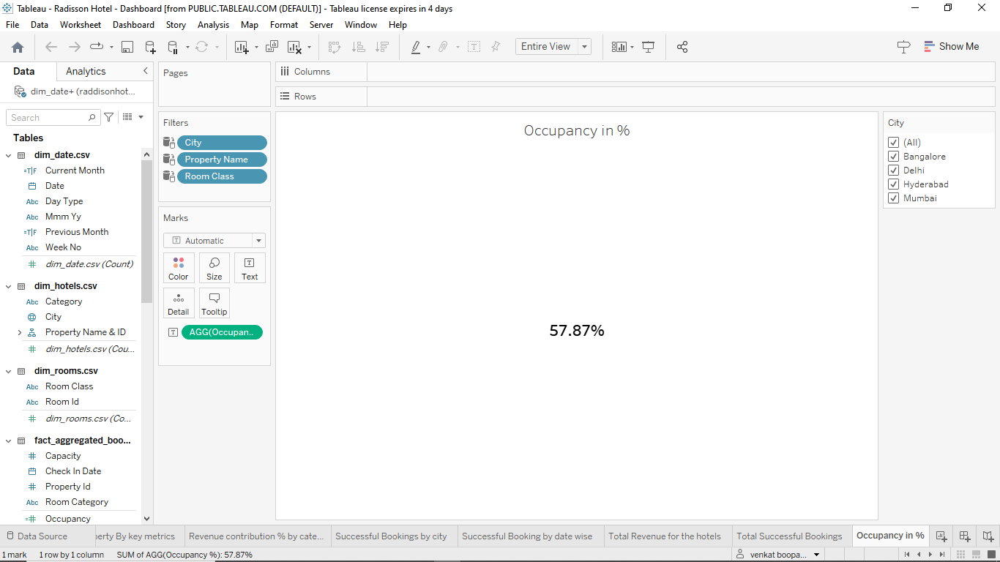 Tableau - Radisson Hotel - Dashboard [from PUBLIC.TABLEAU.COM (DEFAULT)] - Tableau license expires in 4 days
File Data Worksheet Dashboard Story Analysis Map Format Server Window Help
Entire View
Show Me
Data Analytics
dim_date+ (raddisonhot...
Search
Tables
dim_date.csv
=T|F Current Month
Date
Abc Day Type
Abc Mmm Yy
=T|F Previous Month
Abc Week No
dim_date.csv (Count)
dim_hotels.csv
Abc Category
City
Property Name & ID
dim_hotels.csv (Cou...
dim_rooms.csv
Abc Room Class
Abc Room Id
dim_rooms.csv (Co...
fact_aggregated_boo...
# Capacity
Check In Date
# Property Id
Abc Room Category
=# Occupancy
Pages
Filters
City
Property Name
Room Class
Marks
Automatic
Color Size Text
Detail Tooltip
AGG(Occupan..
Columns
Rows
Occupancy in %
57.87%
City
(All)
Bangalore
Delhi
Hyderabad
Mumbai
Data Source perty By key metrics Revenue contribution % by cate... Successful Bookings by city Successful Booking by date wise Total Revenue for the hotels Total Successful Bookings Occupancy in %
1 mark 1 row by 1 column SUM of AGG(Occupancy %): 57.87% venkat boopa...